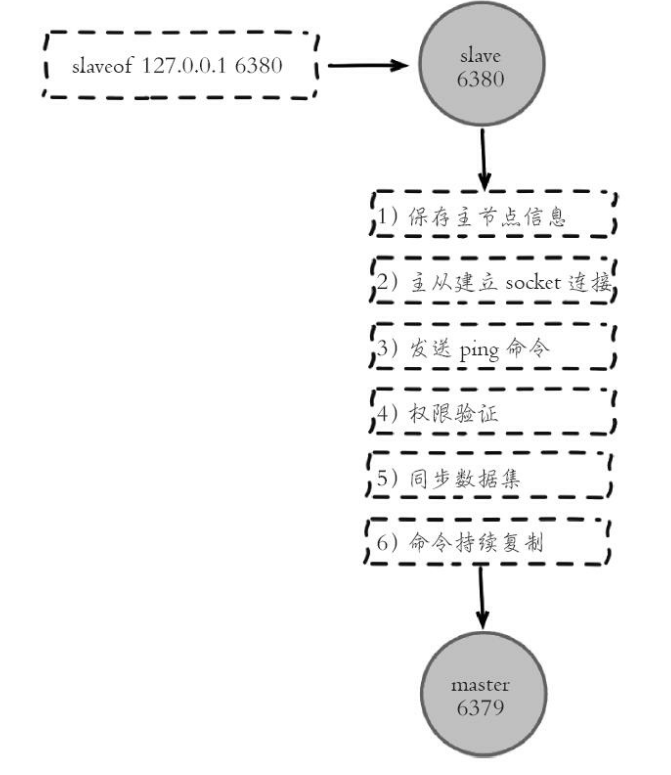 slaveof 127.0.0.1 6380
slave
6380
1) 保存主节点信息
2) 主从建立 socket 连接
3) 发送 ping 命令
4) 权限验证
5) 同步数据集
6) 命令持续复制
master
6379